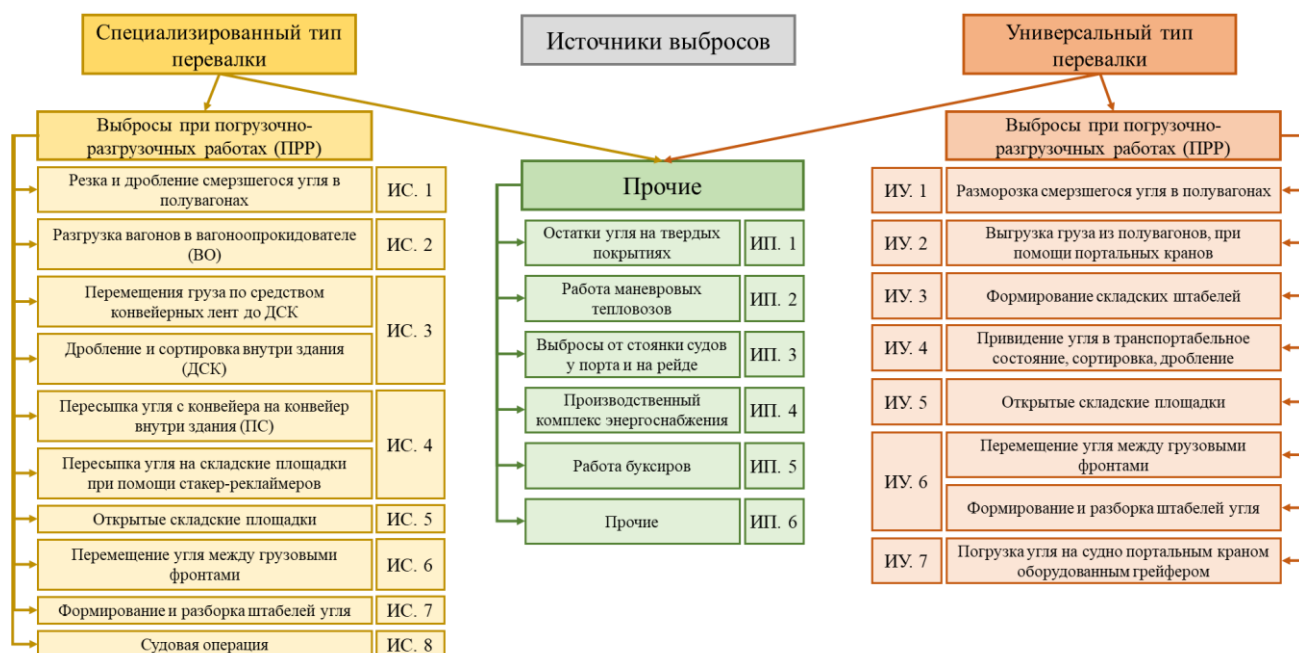 Специализированный тип
перевалки
Источники выбросов
Универсальный тип
перевалки
Выбросы при погрузочно-
разгрузочных работах (ПРР)
Резка и дробление смерзшегося угля в
полувагонах
ИС. 1
Разгрузка вагонов в вагоноопрокидователе
(ВО)
ИС. 2
Перемещения груза по средством
конвейерных лент до ДСК
Дробление и сортировка внутри здания
(ДСК)
ИС. 3
Пересыпка угля с конвейера на конвейер
внутри здания (ПС)
Пересыпка угля на складские площадки
при помощи стакер-реклаймеров
ИС. 4
Открытые складские площадки
ИС. 5
Перемещение угля между грузовыми
фронтами
ИС. 6
Формирование и разборка штабелей угля
ИС. 7
Судовая операция
ИС. 8
Прочие
Остатки угля на твердых
покрытиях
ИП. 1
Работа маневровых
тепловозов
ИП. 2
Выбросы от стоянки судов
у порта и на рейде
ИП. 3
Производственный
комплекс энергоснабжения
ИП. 4
Работа буксиров
ИП. 5
Прочие
ИП. 6
Выбросы при погрузочно-
разгрузочных работах (ПРР)
ИУ. 1
Разморозка смерзшегося угля в полувагонах
ИУ. 2
Выгрузка груза из полувагонов, при
помощи портальных кранов
ИУ. 3
Формирование складских штабелей
ИУ. 4
Привидение угля в транспортабельное
состояние, сортировка, дробление
ИУ. 5
Открытые складские площадки
ИУ. 6
Перемещение угля между грузовыми
фронтами
Формирование и разборка штабелей угля
ИУ. 7
Погрузка угля на судно портальным краном
оборудованным грейфером